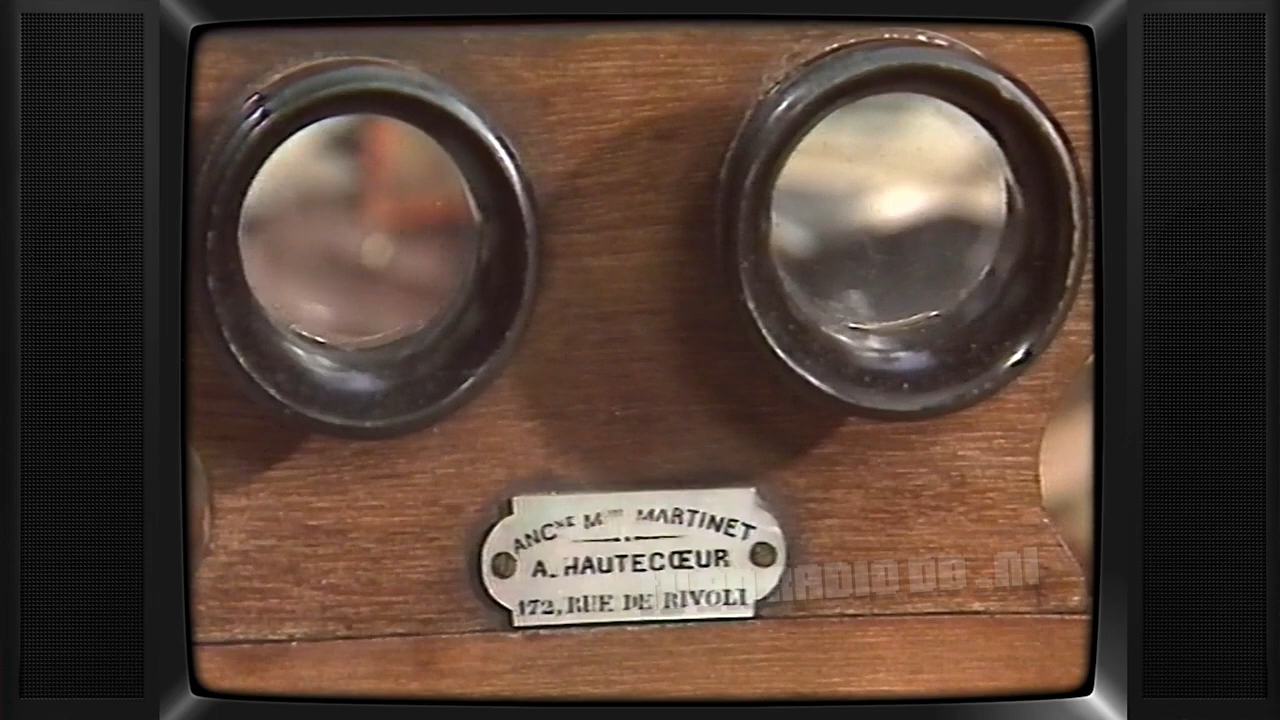 ANCNE MON MARTINET
A. HAUTECŒUR
172, RUE DE RIVOLI